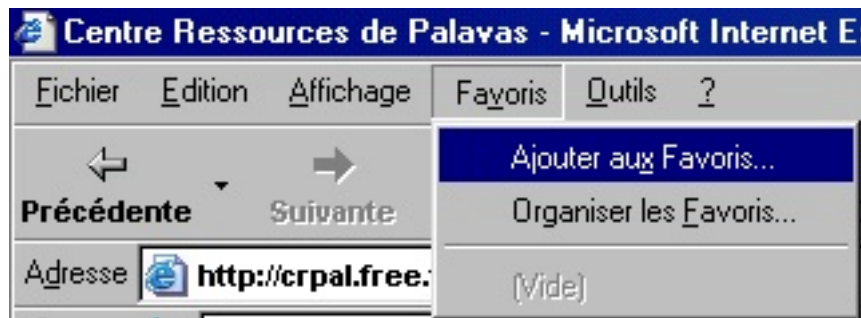 Centre Ressources de Palavas - Microsoft Internet E
Fichier Edition Affichage Favoris Outils ?
Ajouter aux Favoris...
Organiser les Favoris...
(Vide)
Précédente Suivante
Adresse http://crpal.free.